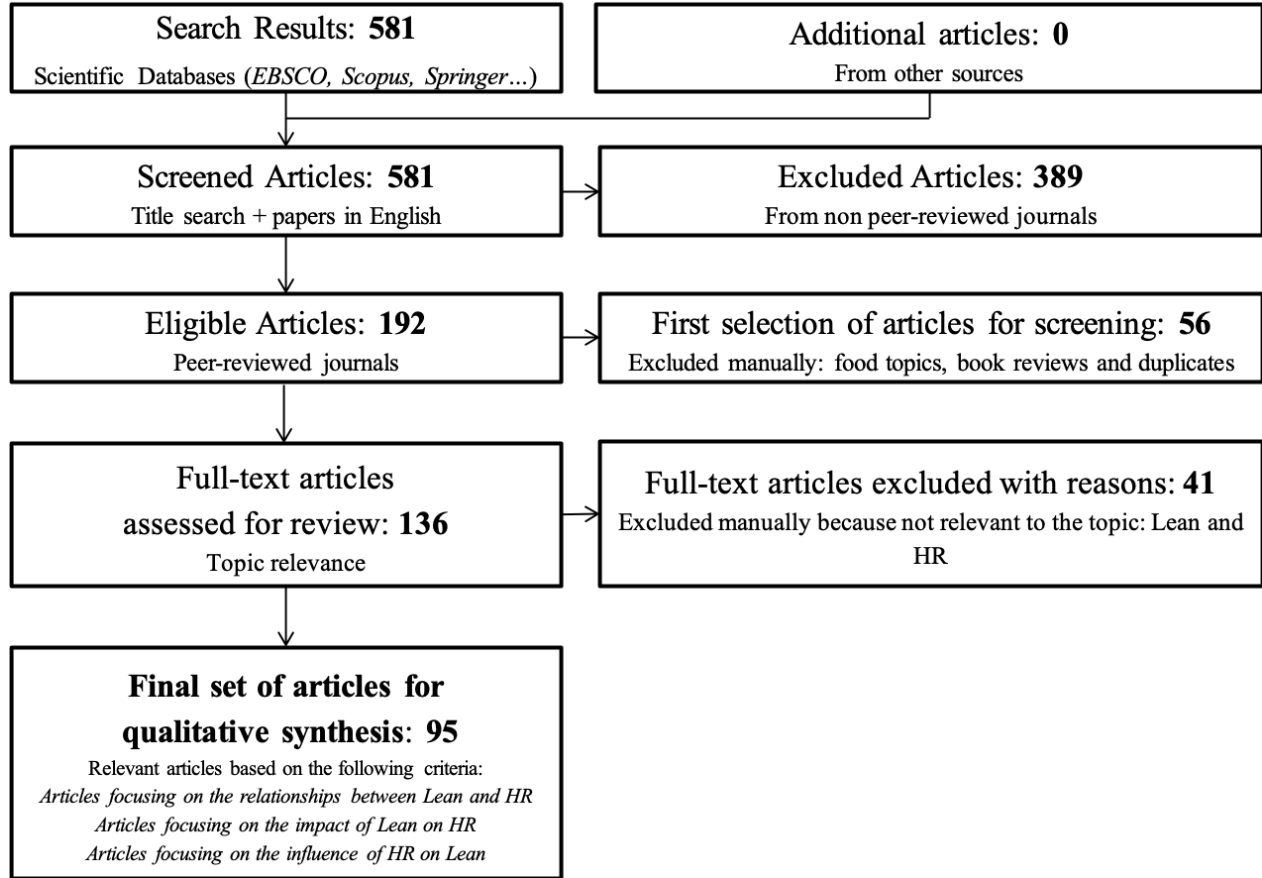 Search Results: 581
Scientific Databases (EBSCO, Scopus, Springer…)
Additional articles: 0
From other sources
Screened Articles: 581
Title search + papers in English
Excluded Articles: 389
From non peer-reviewed journals
Eligible Articles: 192
Peer-reviewed journals
First selection of articles for screening: 56
Excluded manually: food topics, book reviews and duplicates
Full-text articles
assessed for review: 136
Topic relevance
Full-text articles excluded with reasons: 41
Excluded manually because not relevant to the topic: Lean and
HR
Final set of articles for
qualitative synthesis: 95
Relevant articles based on the following criteria:
Articles focusing on the relationships between Lean and HR
Articles focusing on the impact of Lean on HR
Articles focusing on the influence of HR on Lean